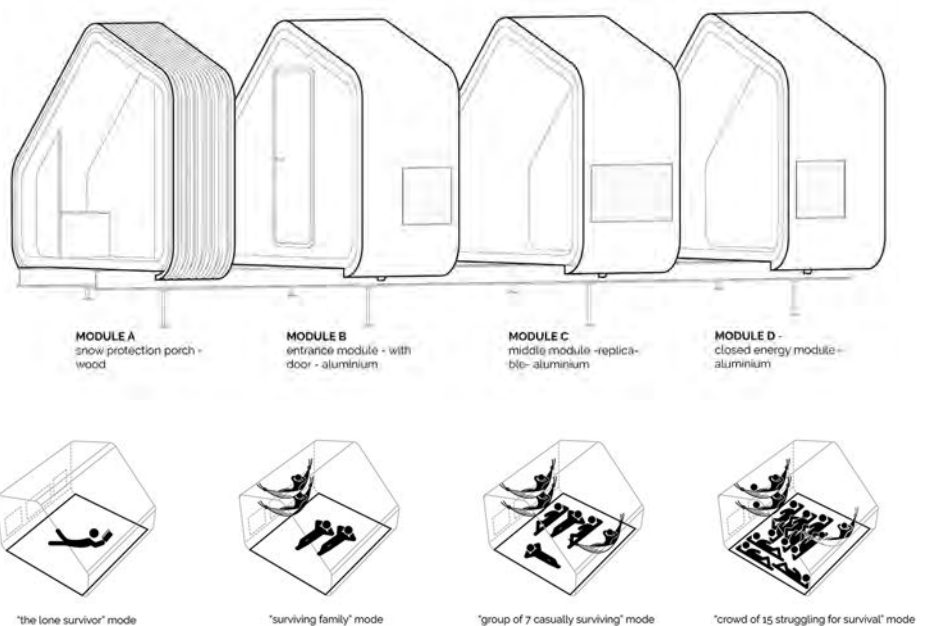 MODULE A
snow protection porch -
wood
MODULE B
entrance module - with
door - aluminium
MODULE C
middle module -replica-
ble- aluminium
MODULE D -
closed energy module -
aluminium
"the lone survivor" mode
"surviving family" mode
"group of 7 casually surviving" mode
"crowd of 15 struggling for survival" mode